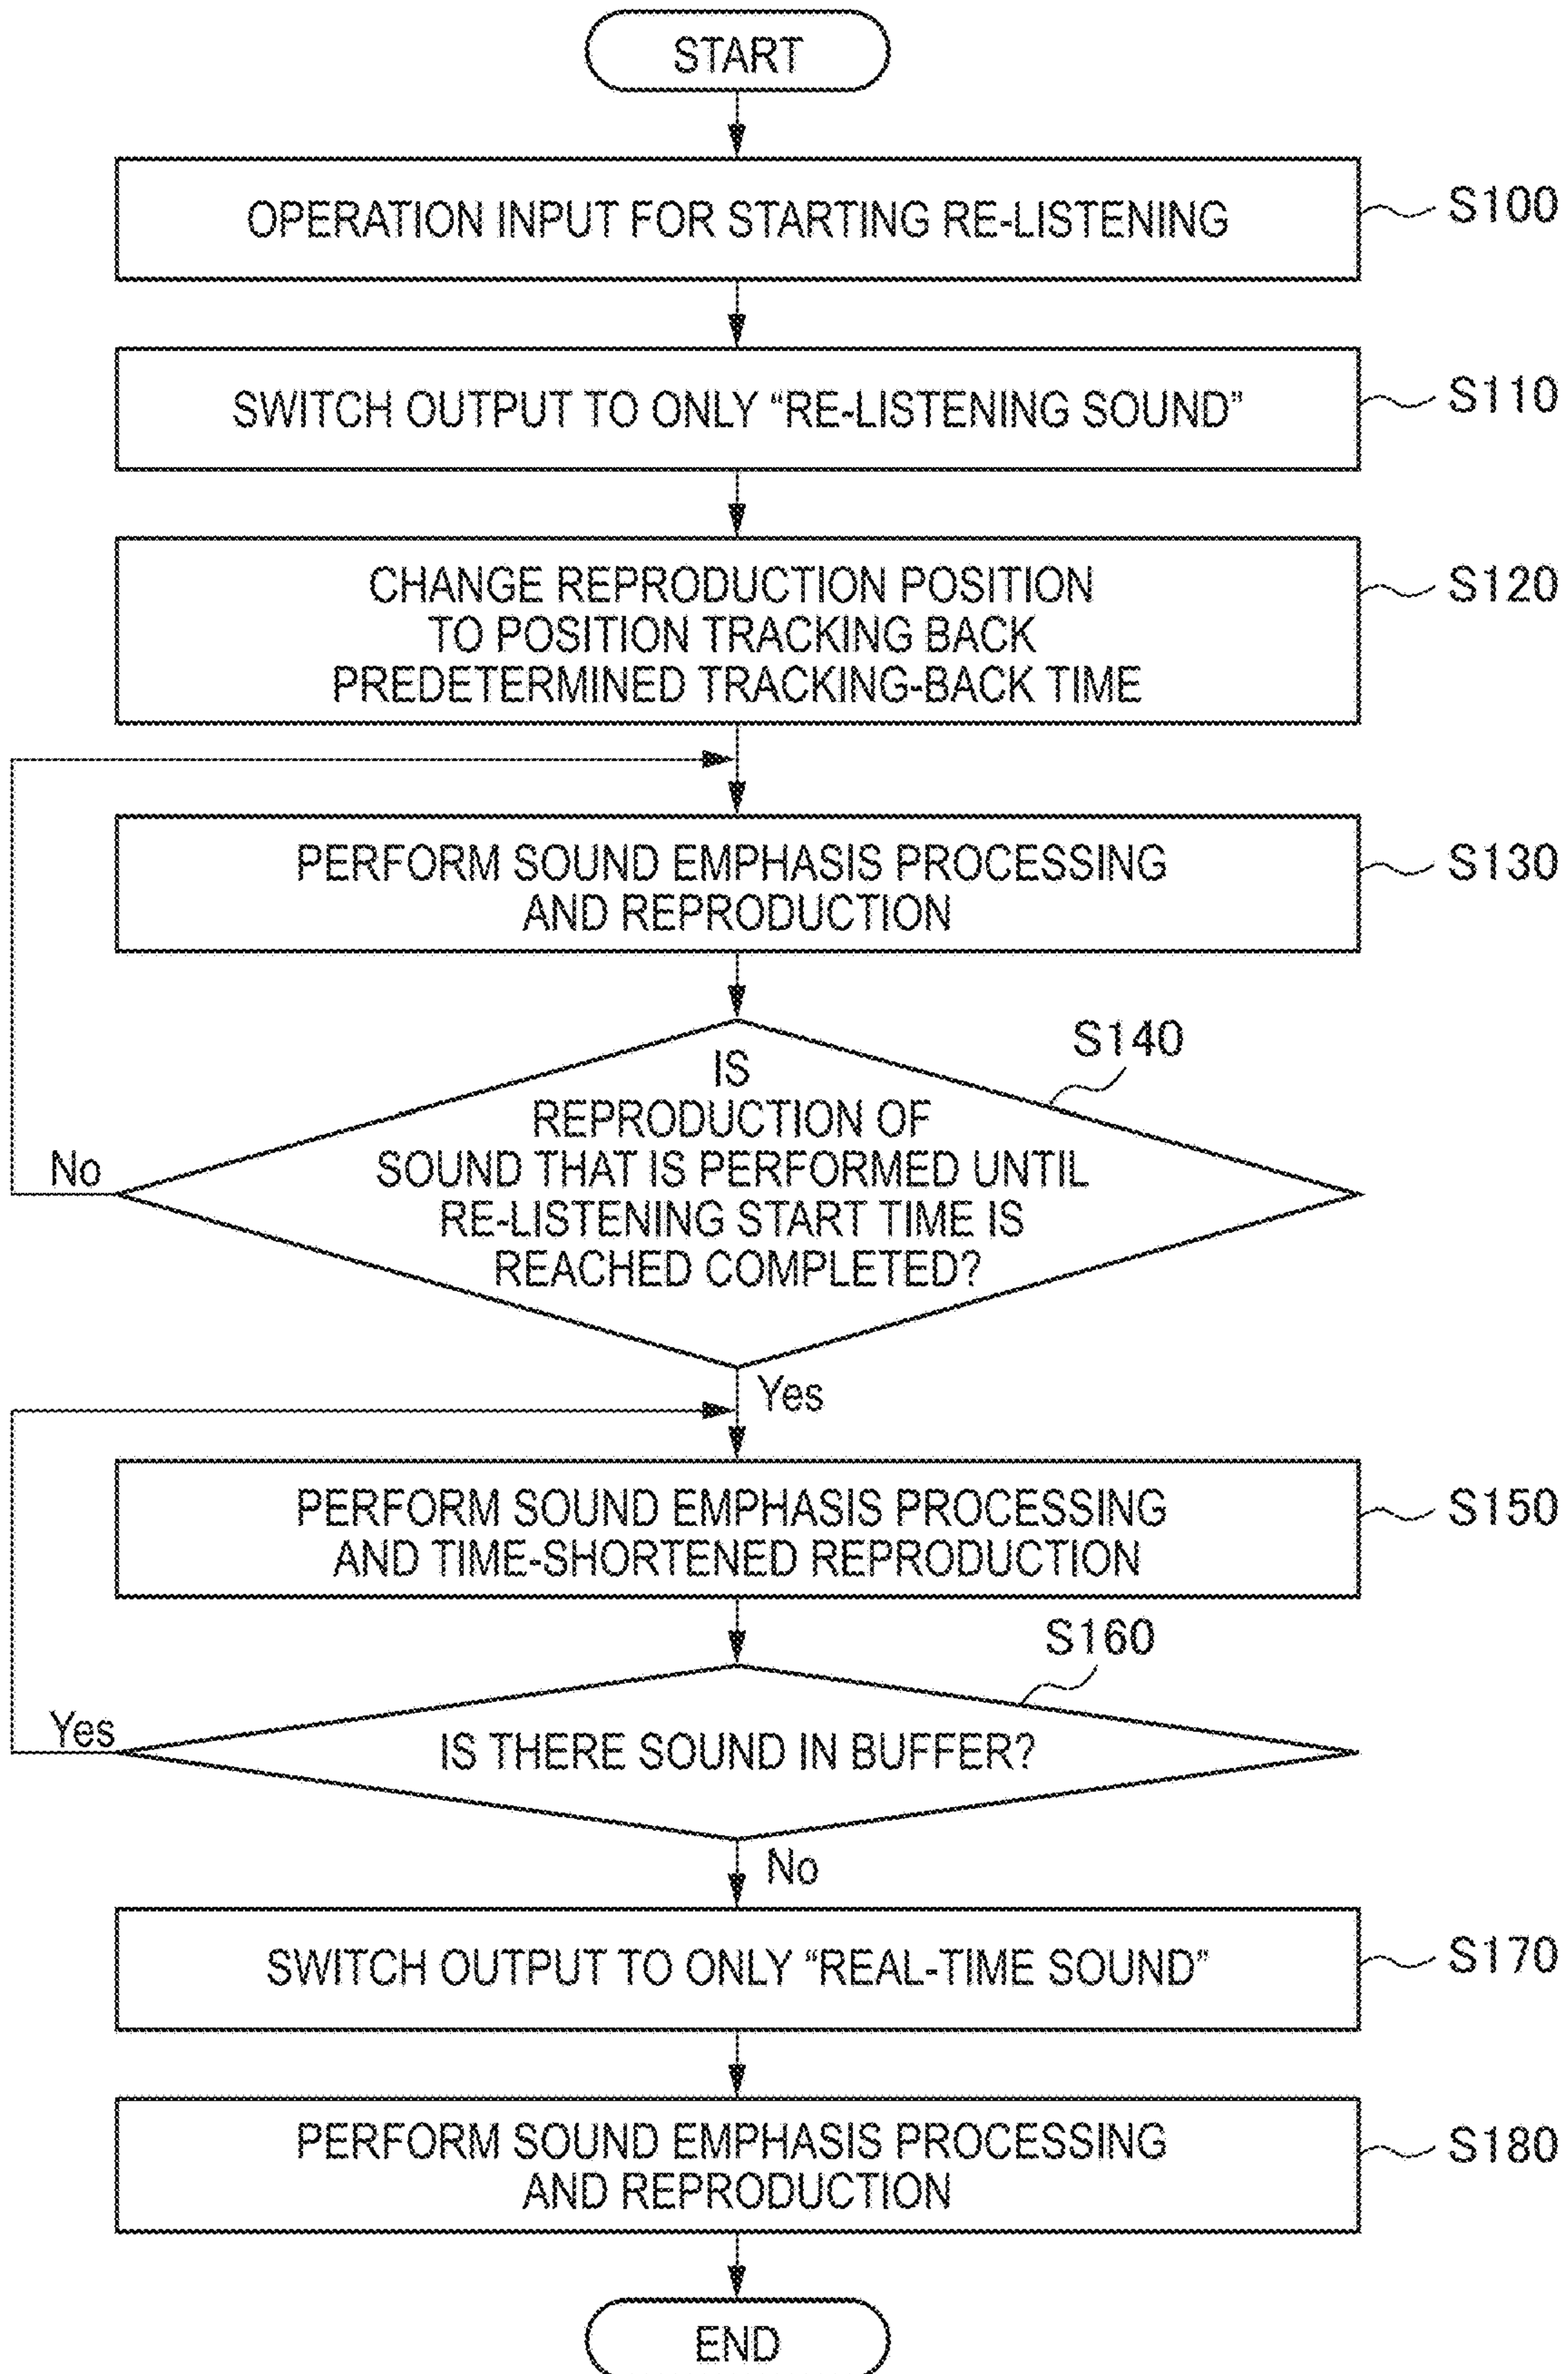 START
OPERATION INPUT FOR STARTING RE-LISTENING
S100
SWITCH OUTPUT TO ONLY “RE-LISTENING SOUND”
S110
CHANGE REPRODUCTION POSITION
TO POSITION TRACKING BACK
PREDETERMINED TRACKING-BACK TIME
S120
PERFORM SOUND EMPHASIS PROCESSING
AND REPRODUCTION
S130
S140
IS
REPRODUCTION OF
SOUND THAT IS PERFORMED UNTIL
RE-LISTENING START TIME IS
REACHED COMPLETED?
No
Yes
PERFORM SOUND EMPHASIS PROCESSING
AND TIME-SHORTENED REPRODUCTION
S150
S160
IS THERE SOUND IN BUFFER?
Yes
No
SWITCH OUTPUT TO ONLY “REAL-TIME SOUND”
S170
PERFORM SOUND EMPHASIS PROCESSING
AND REPRODUCTION
S180
END